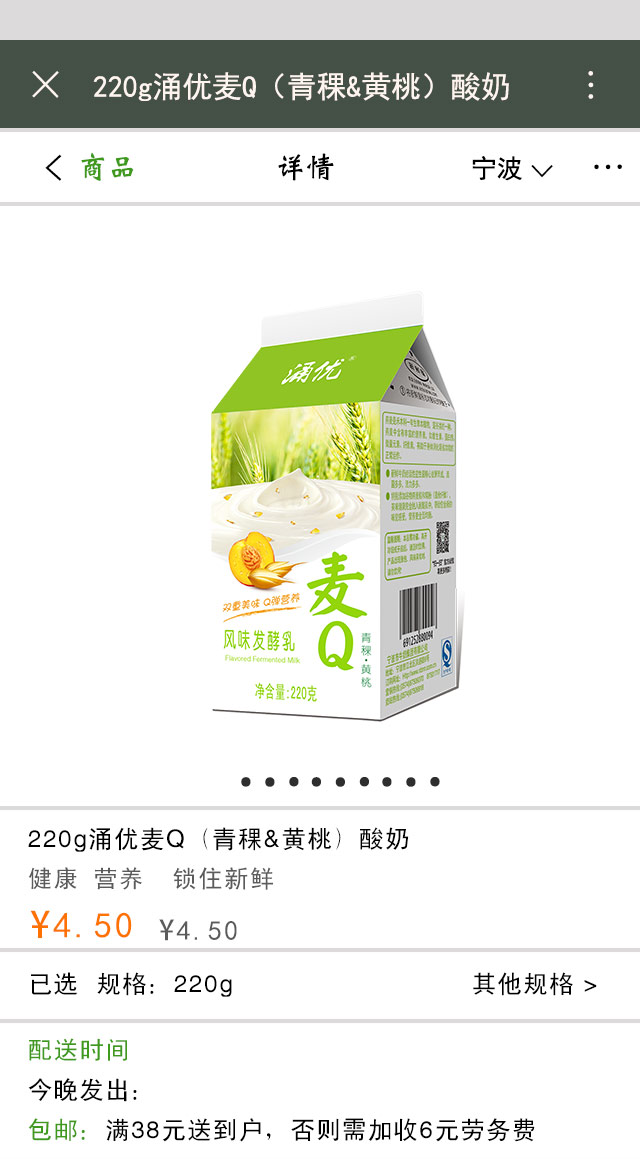 220g涌优麦Q（青稞&黄桃）酸奶
商品
详情
宁波
涌优
双重美味 Q弹营养
麦
Q
青稞·黄桃
风味发酵乳
Flavored Fermented Milk
净含量:220克
220g涌优麦Q（青稞&黄桃）酸奶
健康 营养 锁住新鲜
¥4.50 ¥4.50
已选 规格: 220g
其他规格 >
配送时间
今晚发出:
包邮: 满38元送到户，否则需加收6元劳务费